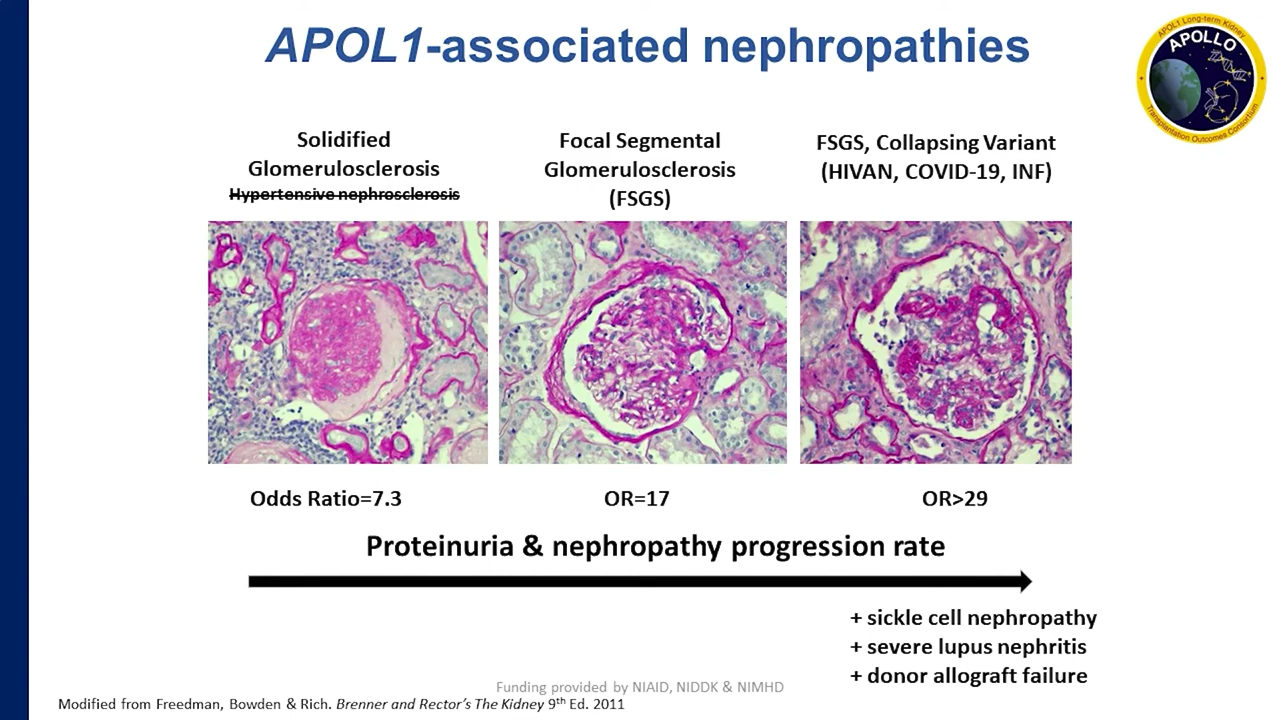 APOL1-associated nephropathies
APOL1 Long-term Kidney
APOLLO
Transplantation Outcomes Consortium
Solidified
Glomerulosclerosis
Hypertensive nephrosclerosis
Focal Segmental
Glomerulosclerosis
(FSGS)
FSGS, Collapsing Variant
(HIVAN, COVID-19, INF)
Odds Ratio=7.3
OR=17
OR>29
Proteinuria & nephropathy progression rate
+ sickle cell nephropathy
+ severe lupus nephritis
+ donor allograft failure
Funding provided by NIAID, NIDDK & NIMHD
Modified from Freedman, Bowden & Rich. Brenner and Rector's The Kidney 9th Ed. 2011